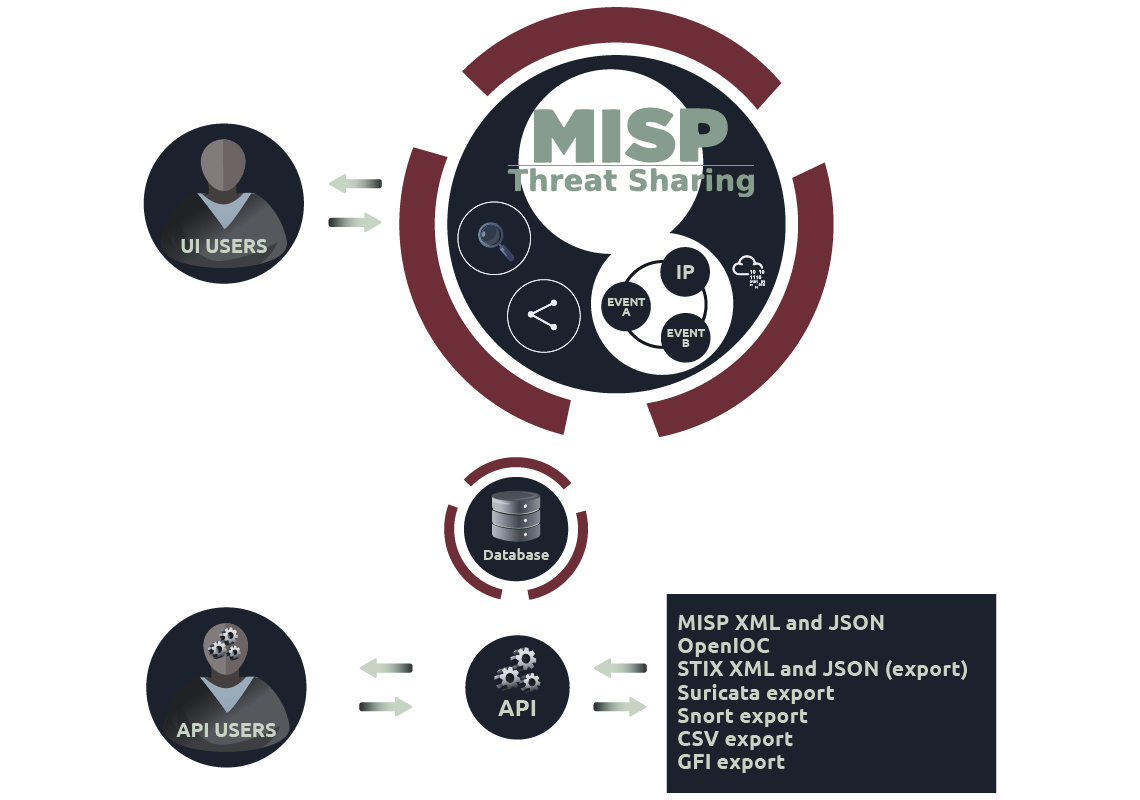 MISP
Threat Sharing
UI USERS
IP
EVENT
A
EVENT
B
Database
API USERS
API
MISP XML and JSON
OpenIOC
STIX XML and JSON (export)
Suricata export
Snort export
CSV export
GFI export